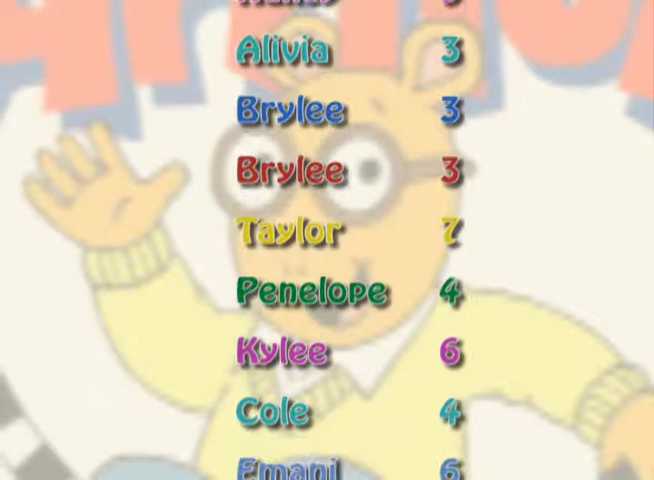 Alivia 3
Brylee 3
Brylee 3
Taylor 7
Penelope 4
Kylee 6
Cole 4
Emani 6